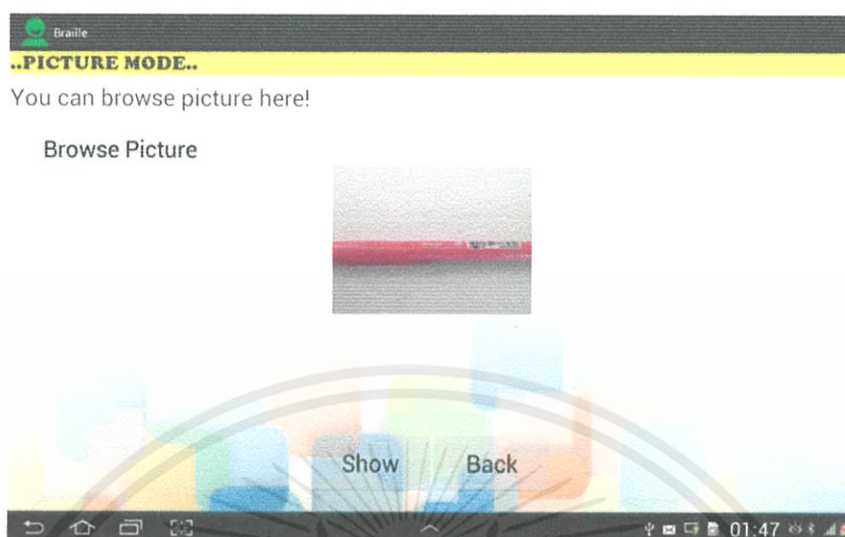 Braille
..PICTURE MODE..
You can browse picture here!
Browse Picture
Show
Back
01:47